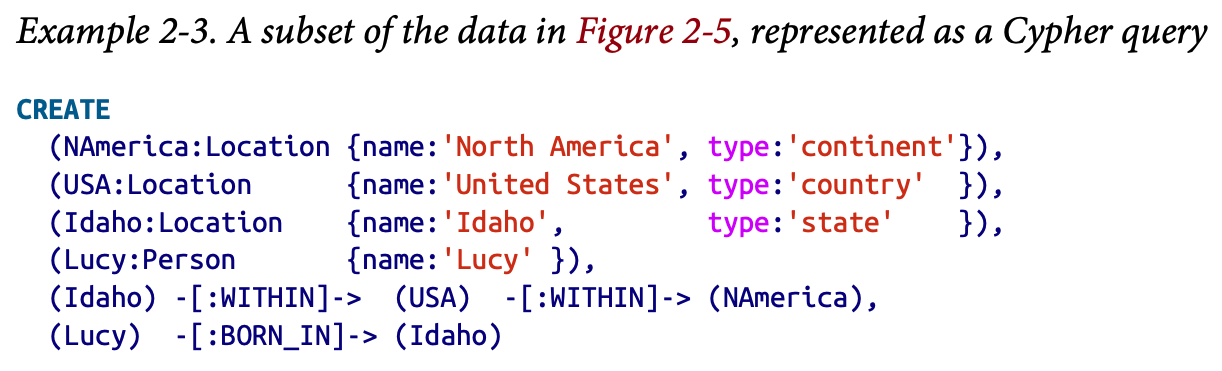 Example 2-3. A subset of the data in Figure 2-5, represented as a Cypher query
CREATE
  (NAmerica:Location {name:'North America', type:'continent'}),
  (USA:Location      {name:'United States', type:'country'  }),
  (Idaho:Location    {name:'Idaho',         type:'state'    }),
  (Lucy:Person       {name:'Lucy' }),
  (Idaho) -[:WITHIN]->  (USA)  -[:WITHIN]-> (NAmerica),
  (Lucy)  -[:BORN_IN]-> (Idaho)